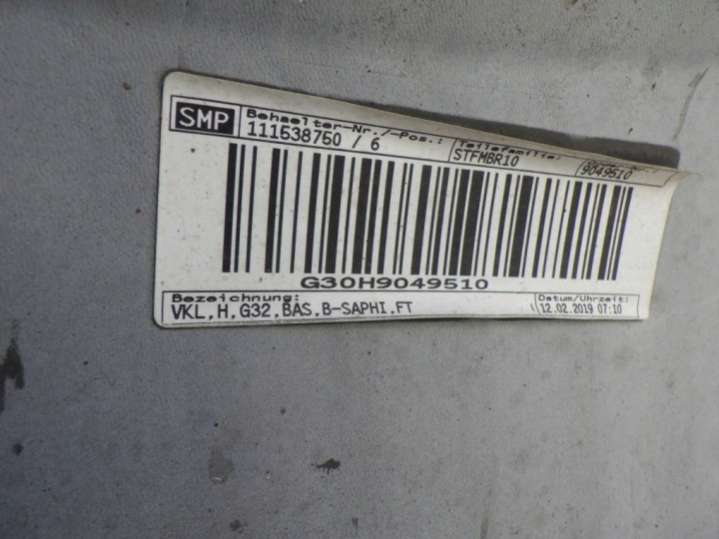 SMP
Behaelter-Nr./-Pos.:
111538750 / 6
Teilefamilie:
STFMBR10
9049510
G30H9049510
Bezeichnung:
VKL,H,G32,BAS,B-SAPHI,FT
Datum/Uhrzeit:
12.02.2019 07:10